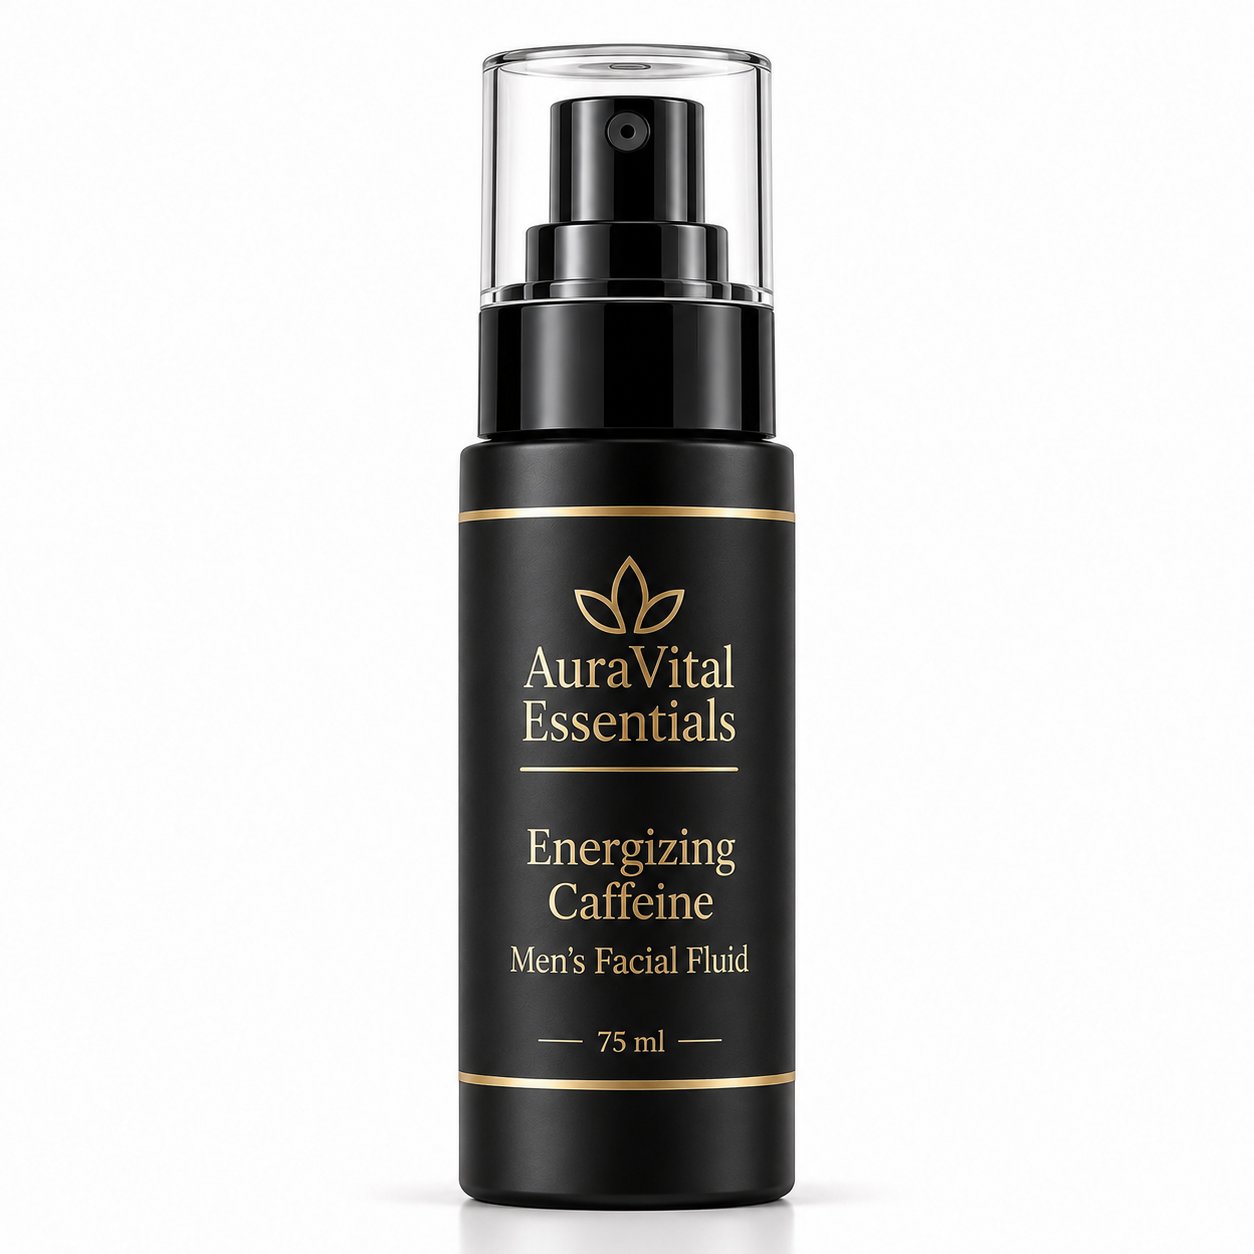 AuraVital
Essentials
Energizing
Caffeine
Men's Facial Fluid
75 ml